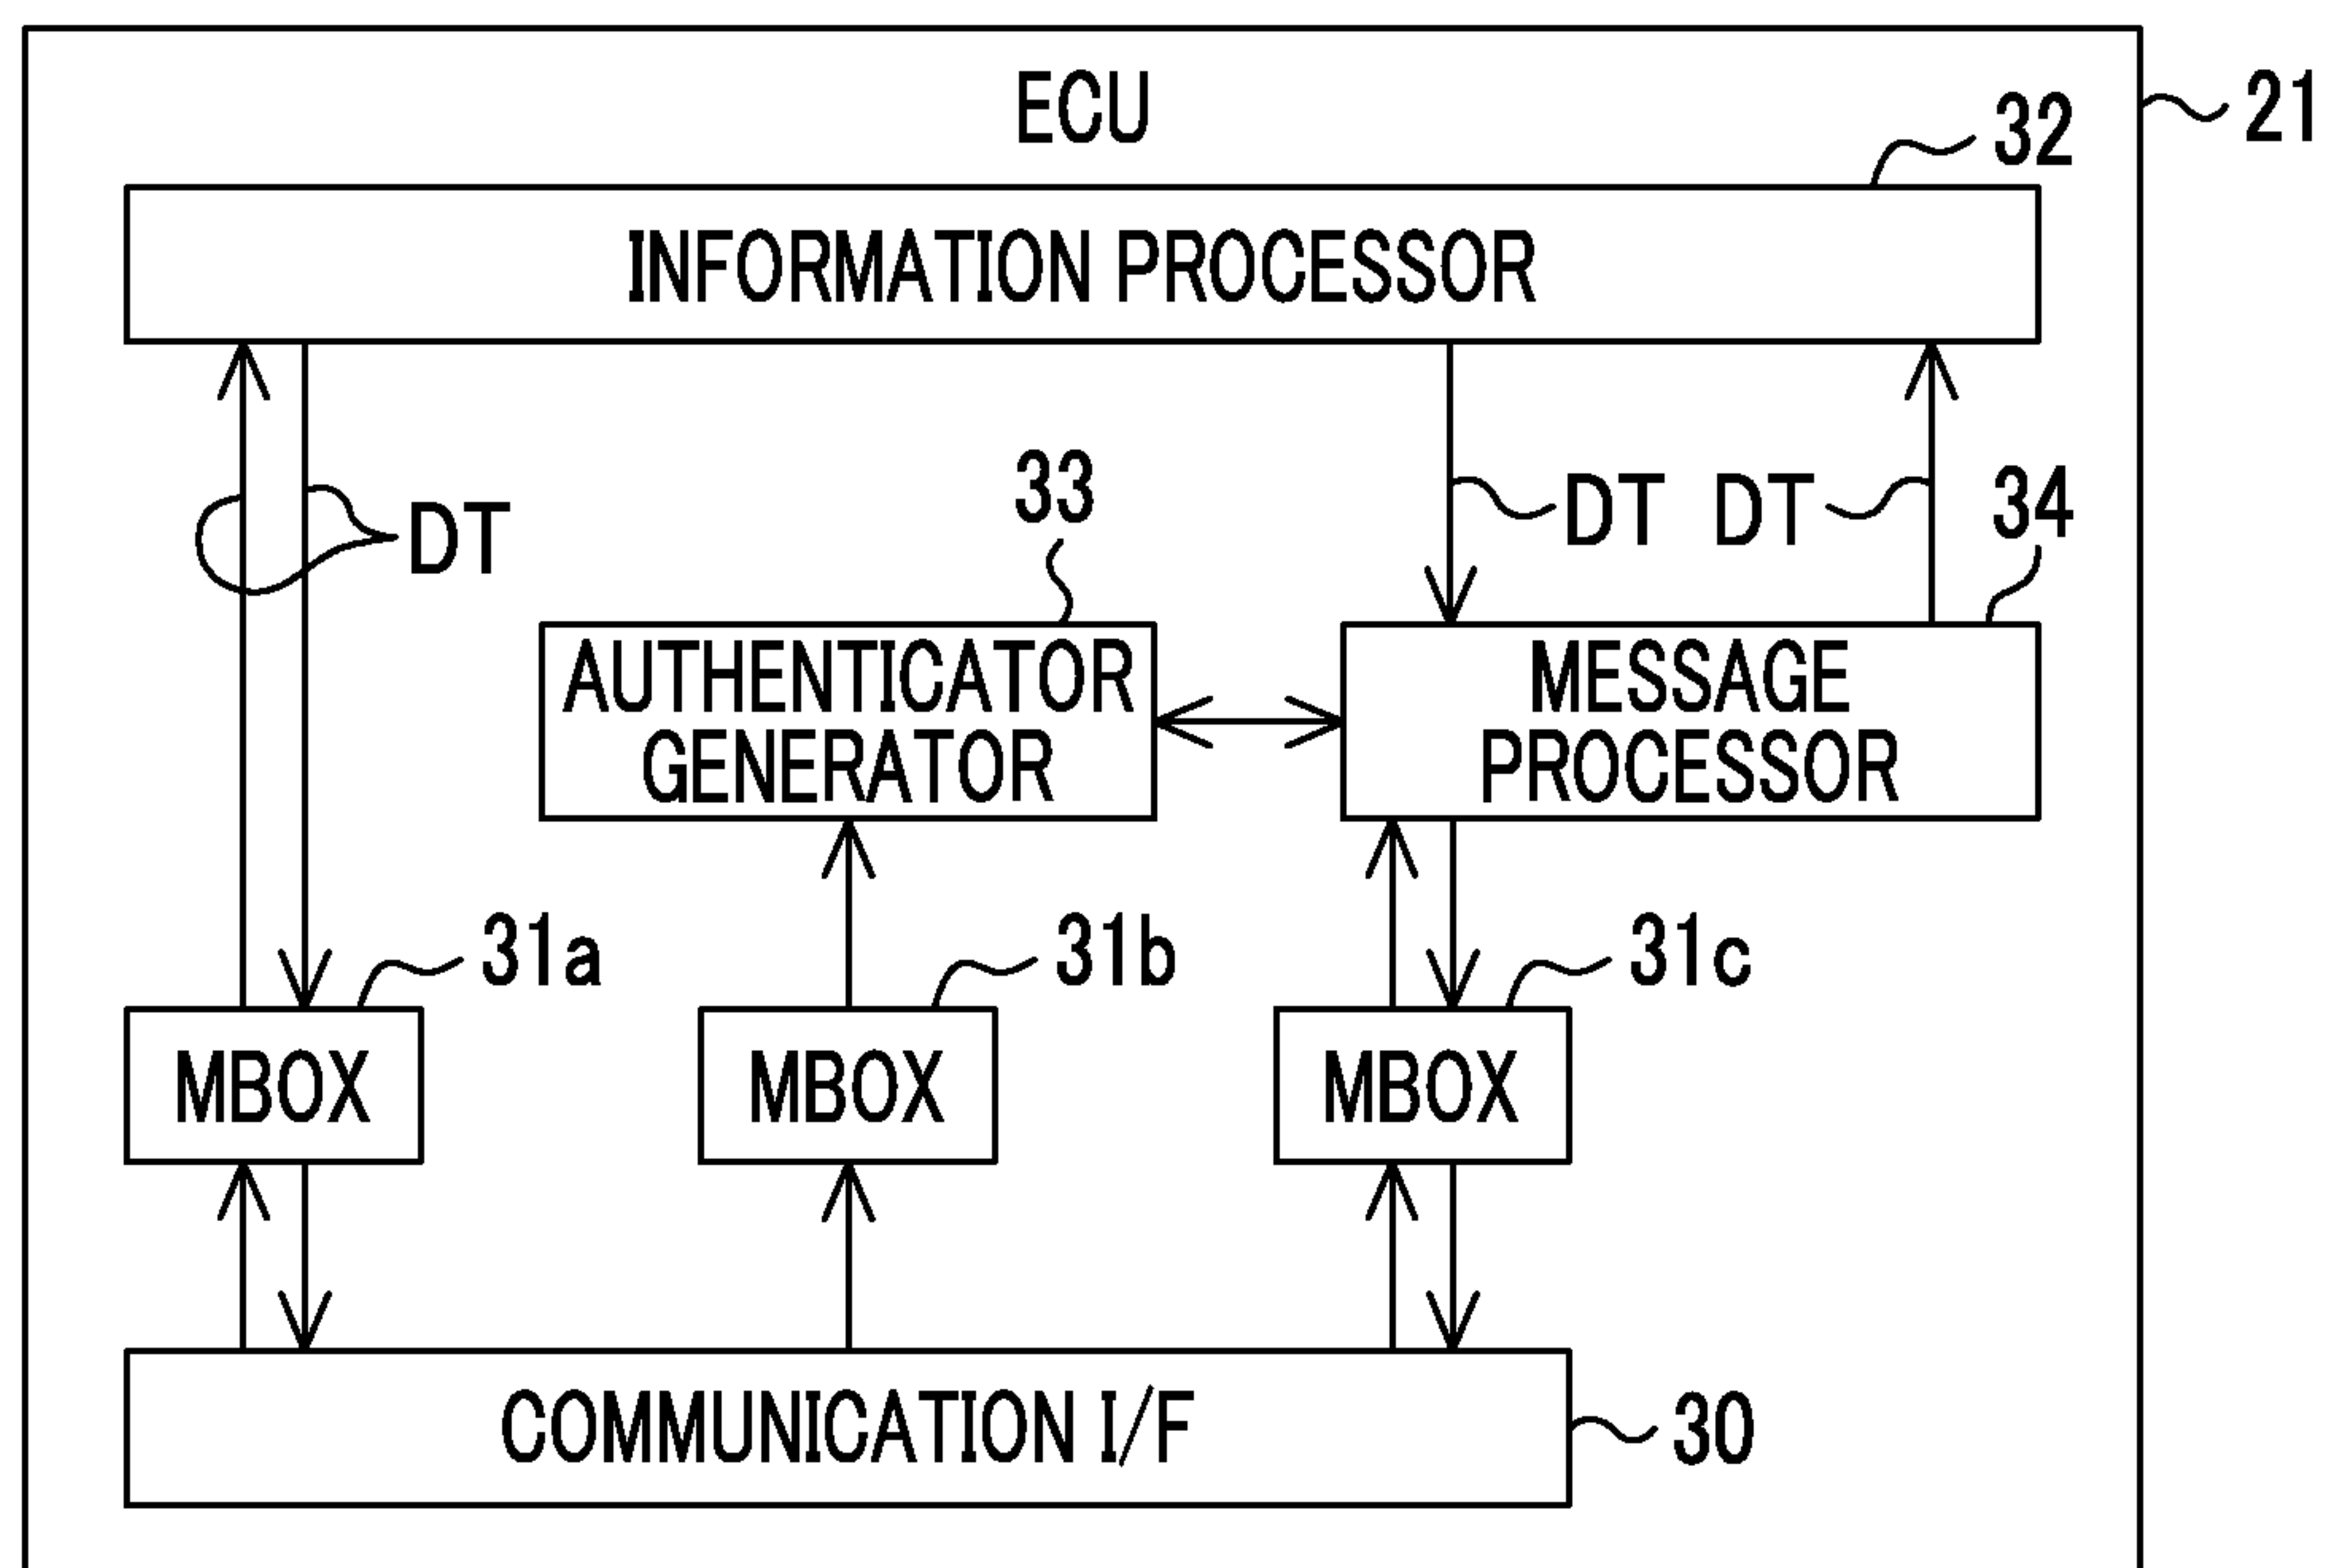 ECU
21
32
INFORMATION PROCESSOR
DT
33
DT DT
34
AUTHENTICATOR
GENERATOR
MESSAGE
PROCESSOR
31a
31b
31c
MBOX
MBOX
MBOX
COMMUNICATION I/F
30